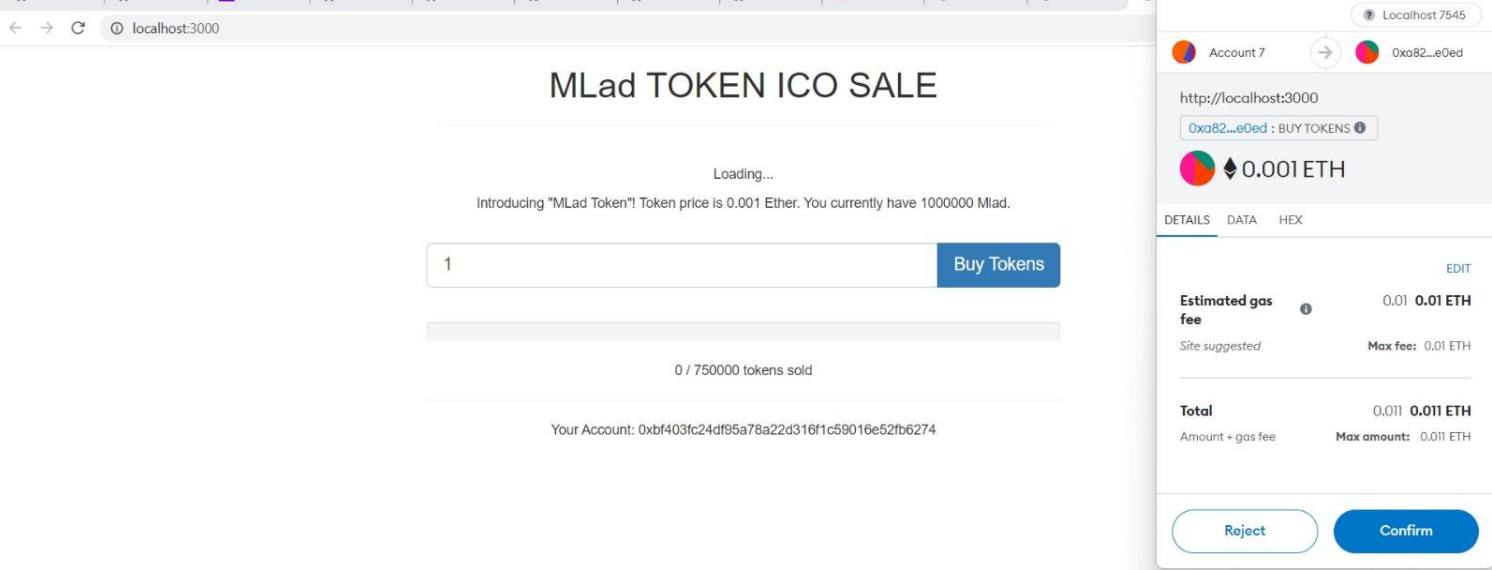 localhost:3000
MLad TOKEN ICO SALE
Loading...
Introducing "MLad Token"! Token price is 0.001 Ether. You currently have 1000000 Mlad.
1
Buy Tokens
0 / 750000 tokens sold
Your Account: 0xbf403fc24df95a78a22d316f1c59016e52fb6274
? Localhost 7545
Account 7
0xa82...e0ed
http://localhost:3000
0xa82...e0ed : BUY TOKENS
0.001 ETH
DETAILS DATA HEX
EDIT
Estimated gas
fee
0.01 0.01 ETH
Site suggested
Max fee: 0.01 ETH
Total
0.011 0.011 ETH
Amount + gas fee
Max amount: 0.011 ETH
Reject
Confirm